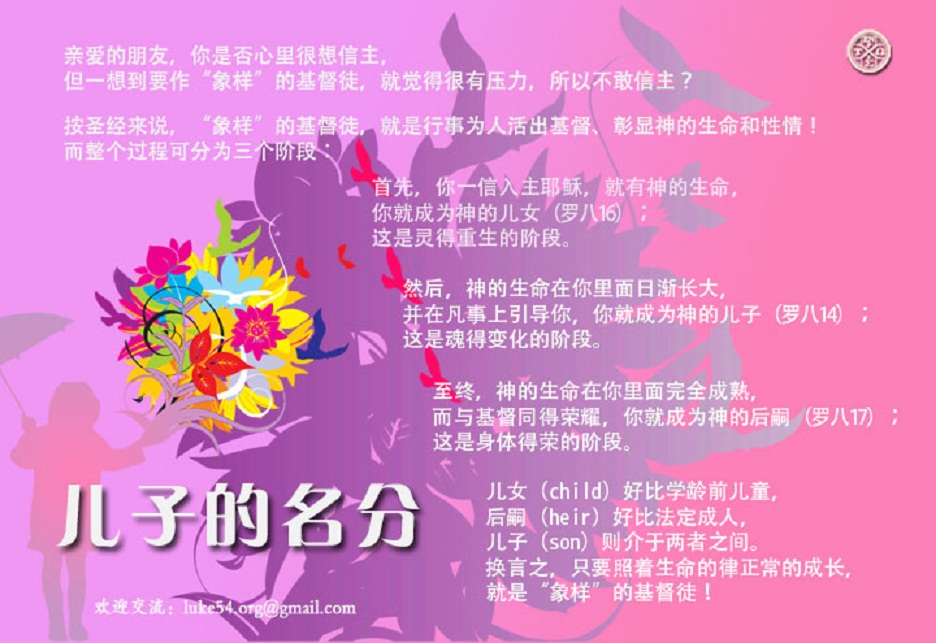 亲爱的朋友，你是否心里很想信主，
但一想到要作“象样”的基督徒，就觉得很有压力，所以不敢信主？
按圣经来说，“象样”的基督徒，就是行事为人活出基督、彰显神的生命和性情！
而整个过程可分为三个阶段：
首先，你一信入主耶稣，就有神的生命，
你就成为神的儿女（罗八16）；
这是灵得重生的阶段。
然后，神的生命在你里面日渐长大，
并在凡事上引导你，你就成为神的儿子（罗八14）；
这是魂得变化的阶段。
至终，神的生命在你里面完全成熟，
而与基督同得荣耀，你就成为神的后嗣（罗八17）；
这是身体得荣的阶段。
儿女（child）好比学龄前儿童，
后嗣（heir）好比法定成人，
儿子（son）则介于两者之间。
换言之，只要照着生命的律正常的成长，
就是“象样”的基督徒！
儿子的名分
欢迎交流：luke54.org@gmail.com